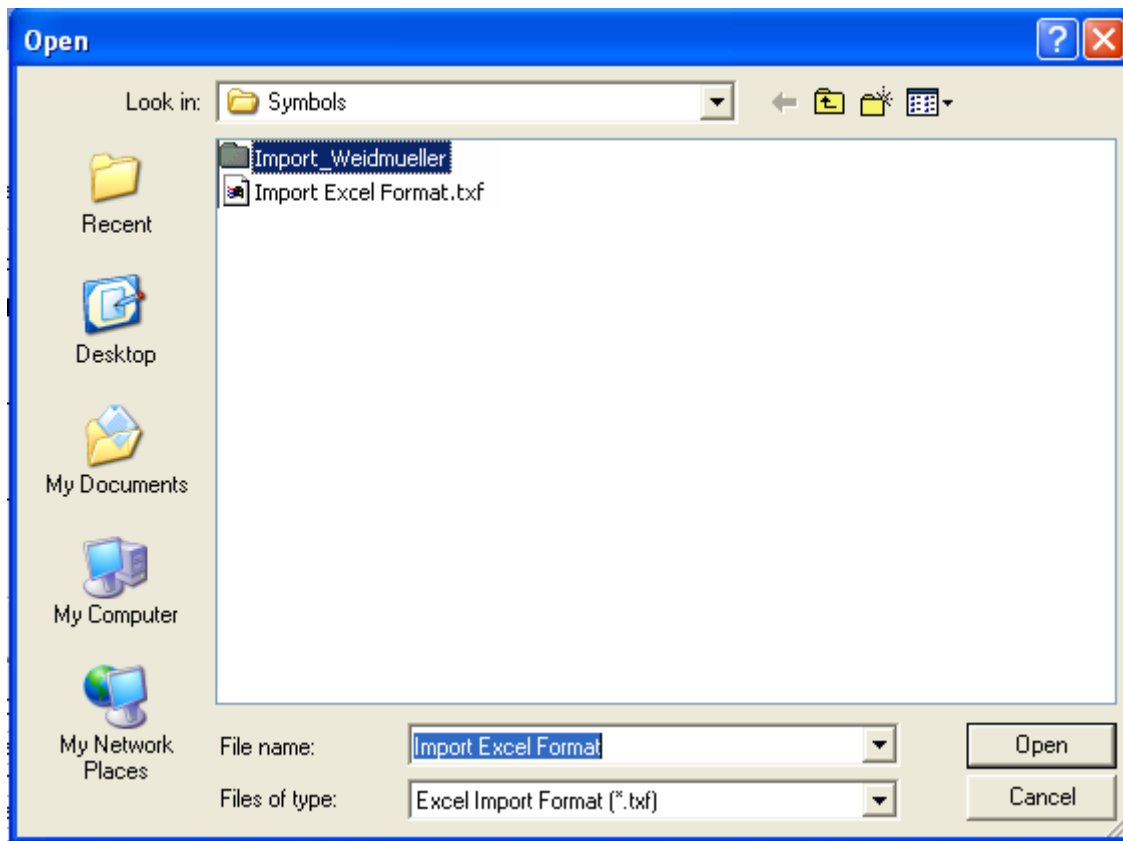 Open
Look in: Symbols
Import_Weidmueller
Import Excel Format.txf
Recent
Desktop
My Documents
My Computer
My Network
Places
File name: Import Excel Format Open
Files of type: Excel Import Format (*.txf) Cancel